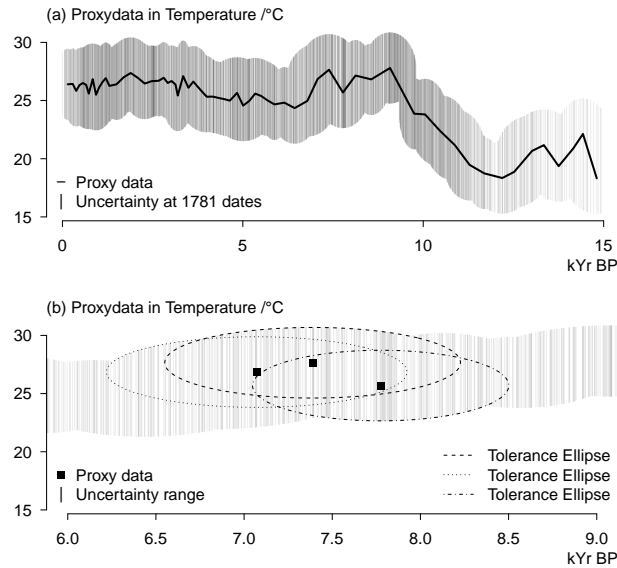 (a) Proxydata in Temperature /°C
30
25
20
15
Proxy data
Uncertainty at 1781 dates
0 5 10 15
kYr BP
(b) Proxydata in Temperature /°C
30
25
20
15
Proxy data
Uncertainty range
Tolerance Ellipse
Tolerance Ellipse
Tolerance Ellipse
6.0 6.5 7.0 7.5 8.0 8.5 9.0
kYr BP